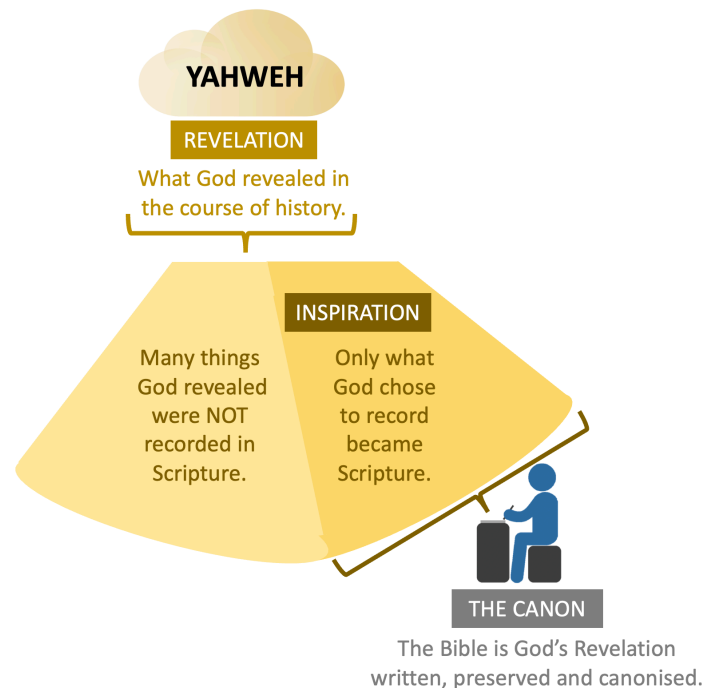 YAHWEH
REVELATION
What God revealed in
the course of history.
INSPIRATION
Many things
God revealed
were NOT
recorded in
Scripture.
Only what
God chose
to record
became
Scripture.
THE CANON
The Bible is God’s Revelation
written, preserved and canonised.